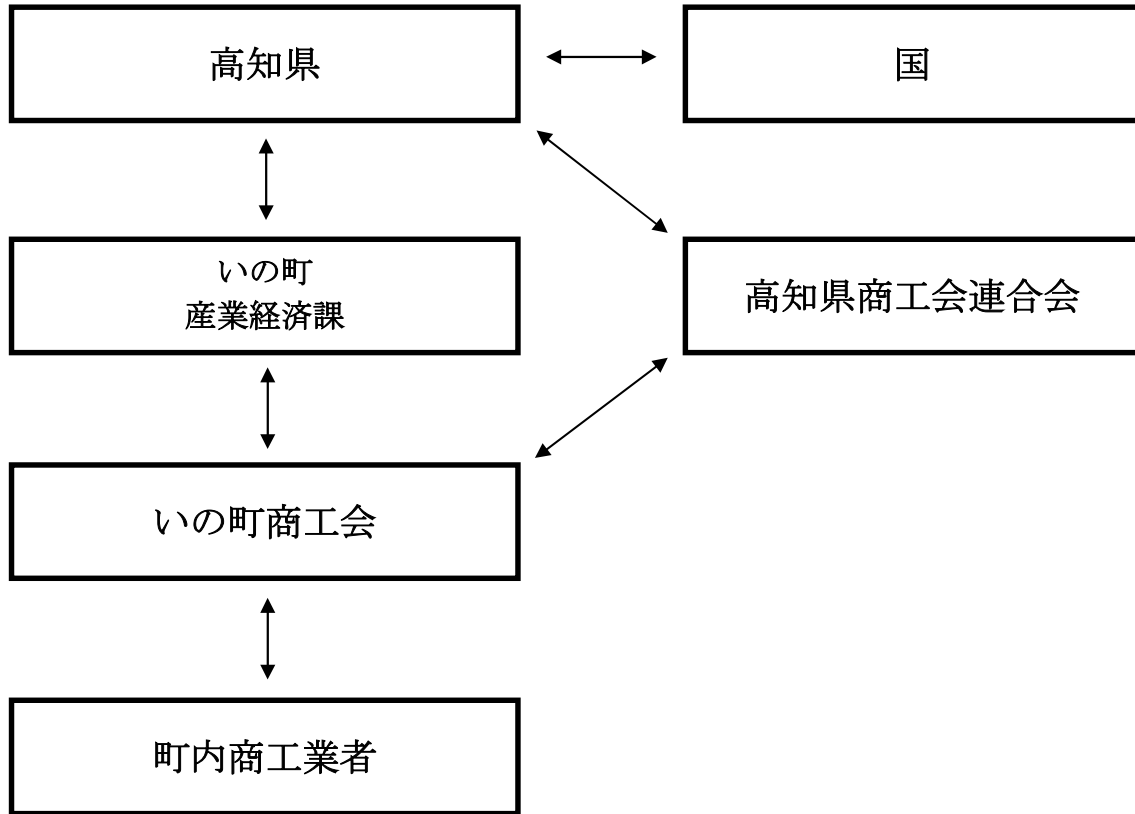 高知県
国
いの町
産業経済課
高知県商工会連合会
いの町商工会
町内商工業者